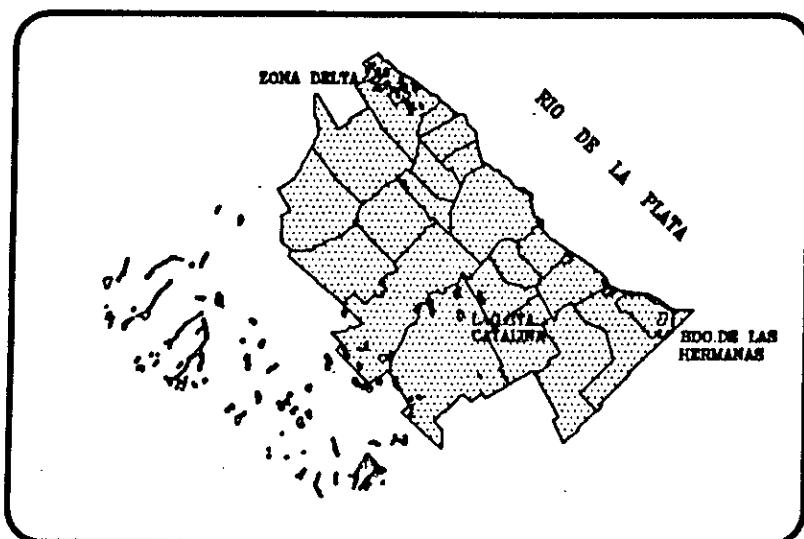 ZONA DELTA
RIO DE LA PLATA
CATALINA
BDO. DE LAS
HERMANAS